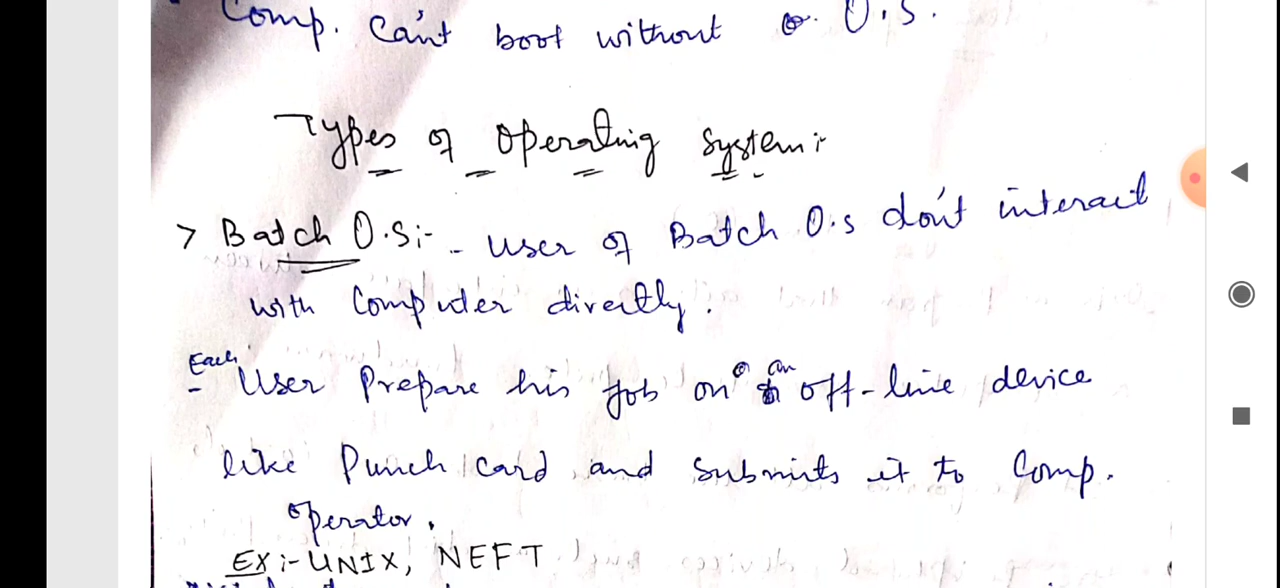 Comp. Can't boot without O.S.
Types of Operating System:-
> Batch O.S:- - User of Batch O.S don't interact
with Computer directly.
- Each User Prepare his job on an off-line device
like Punch card and Submits it to Comp.
operator.
EX:- UNIX, NEFT